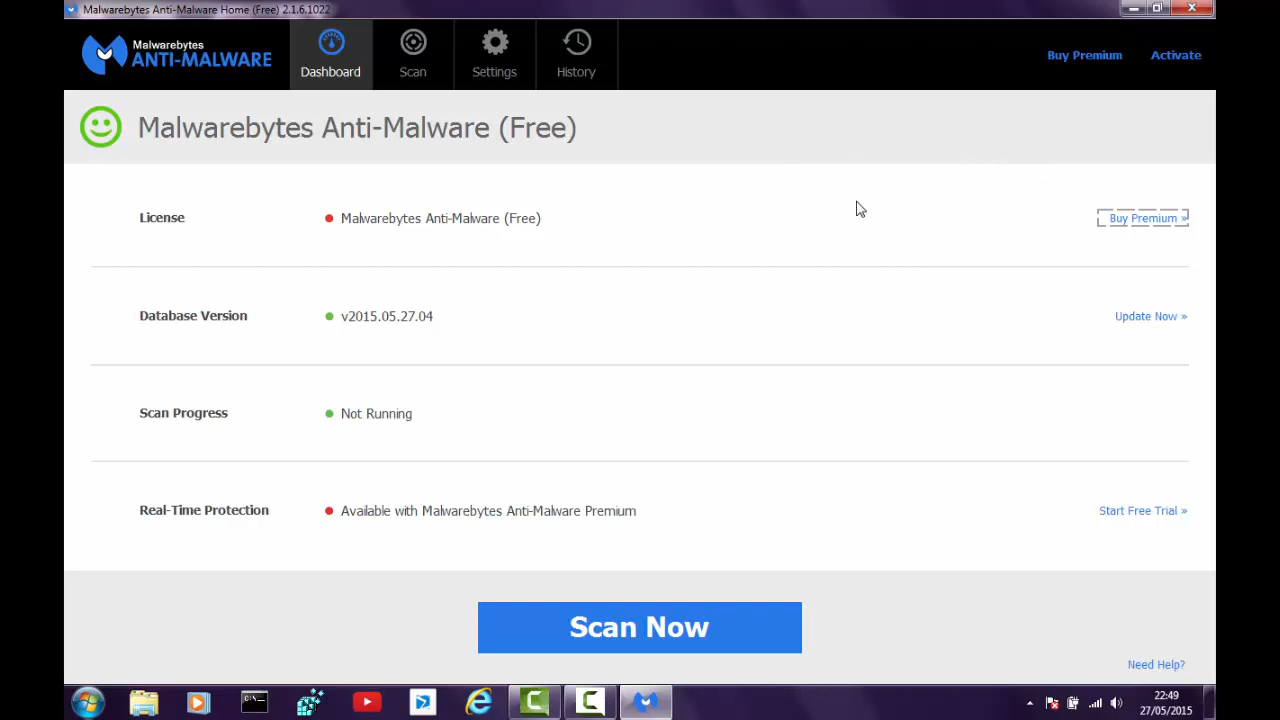 Malwarebytes Anti-Malware Home (Free) 2.1.6.1022
Malwarebytes
ANTI-MALWARE
Dashboard
Scan
Settings
History
Buy Premium
Activate
Malwarebytes Anti-Malware (Free)
License
Malwarebytes Anti-Malware (Free)
Buy Premium »
Database Version
v2015.05.27.04
Update Now »
Scan Progress
Not Running
Real-Time Protection
Available with Malwarebytes Anti-Malware Premium
Start Free Trial »
Scan Now
Need Help?
22:49
27/05/2015